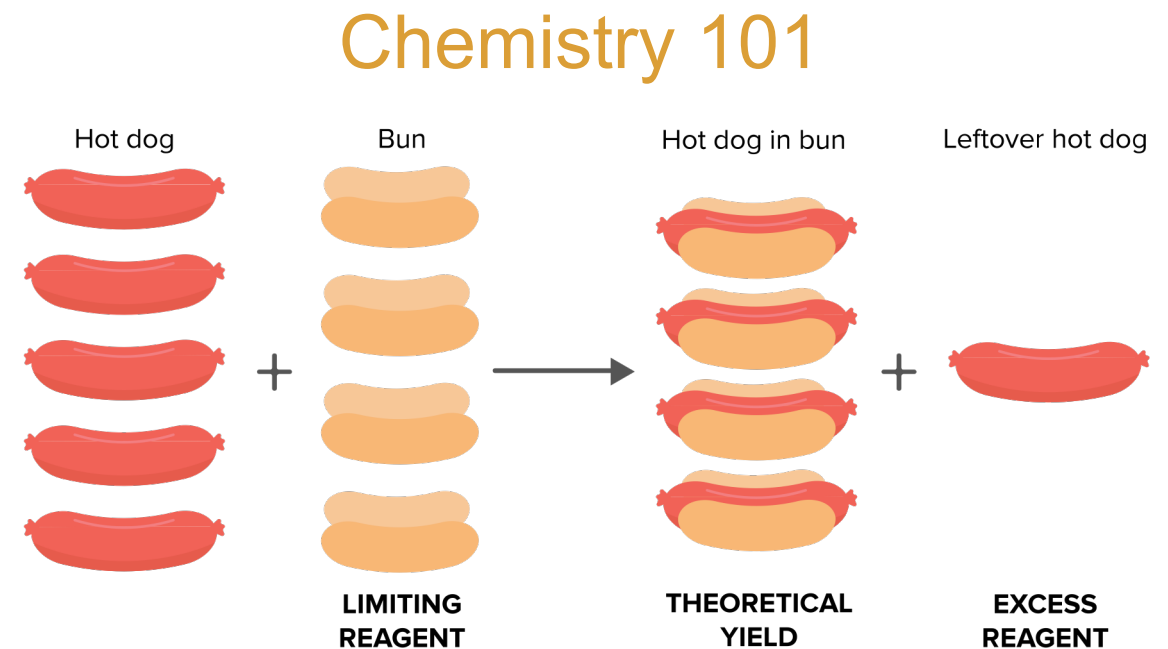 Chemistry 101
Hot dog
Bun
Hot dog in bun
Leftover hot dog
LIMITING
REAGENT
THEORETICAL
YIELD
EXCESS
REAGENT